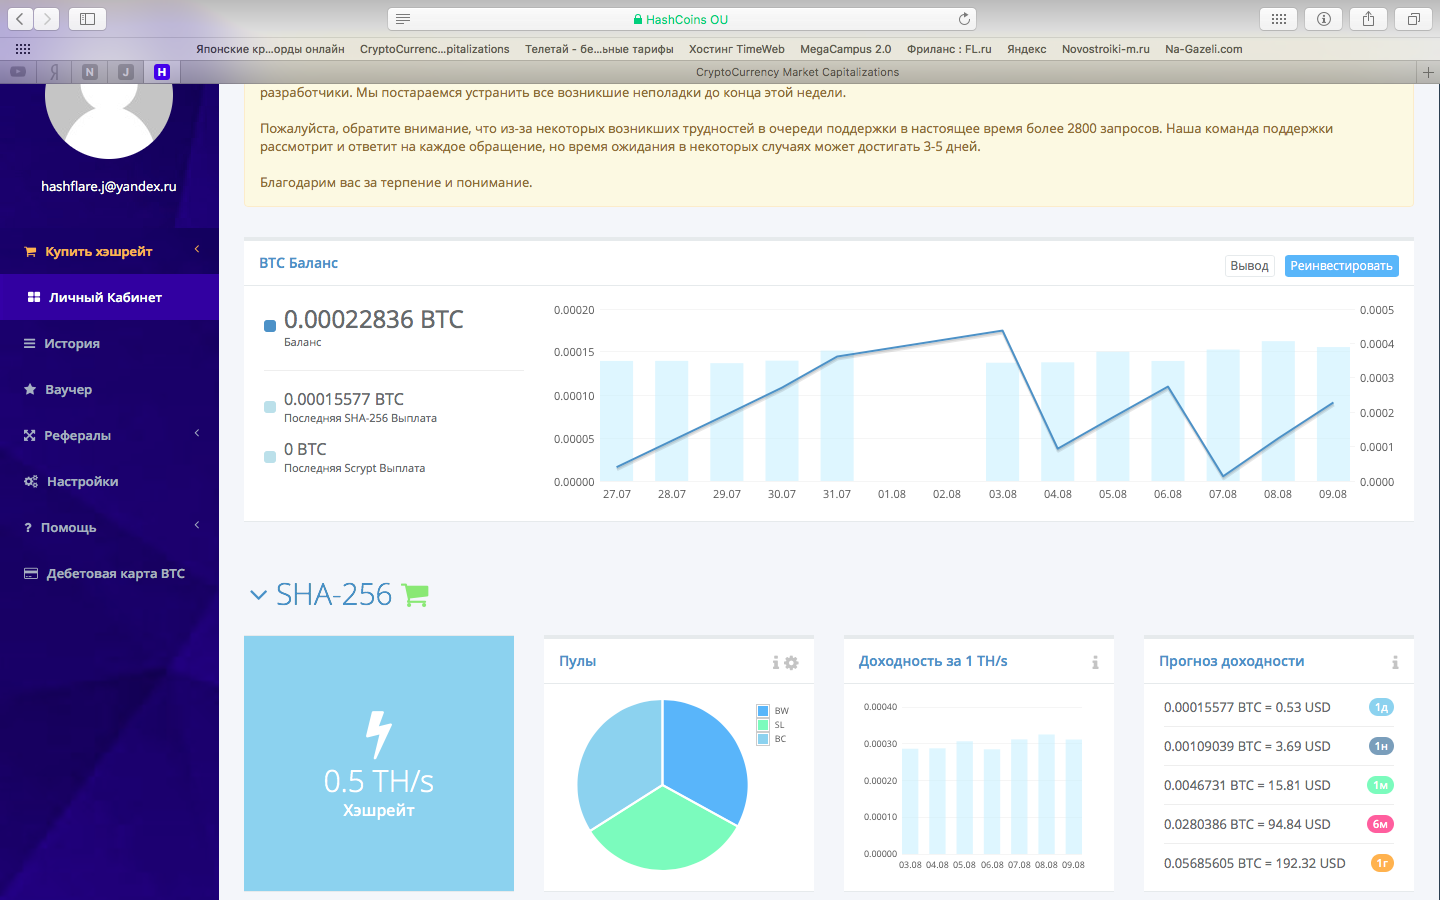 HashCoins OU
Японские кр...орды онлайн CryptoCurrenc...pitalizations Телетай - бе...ьные тарифы Хостинг TimeWeb MegaCampus 2.0 Фриланс : FL.ru Яндекс Novostroiki-m.ru Na-Gazeli.com
Я N J H CryptoCurrency Market Capitalizations
hashflare.j@yandex.ru
Купить хэшрейт
Личный Кабинет
История
Ваучер
Рефералы
Настройки
Помощь
Дебетовая карта BTC
разработчики. Мы постараемся устранить все возникшие неполадки до конца этой недели.
Пожалуйста, обратите внимание, что из-за некоторых возникших трудностей в очереди поддержки в настоящее время более 2800 запросов. Наша команда поддержки
рассмотрит и ответит на каждое обращение, но время ожидания в некоторых случаях может достигать 3-5 дней.
Благодарим вас за терпение и понимание.
BTC Баланс
Вывод Реинвестировать
0.00022836 BTC
Баланс
0.00015577 BTC
Последняя SHA-256 Выплата
0 BTC
Последняя Scrypt Выплата
0.00020
0.00015
0.00010
0.00005
0.00000
0.0005
0.0004
0.0003
0.0002
0.0001
0.0000
27.07 28.07 29.07 30.07 31.07 01.08 02.08 03.08 04.08 05.08 06.08 07.08 08.08 09.08
SHA-256
0.5 TH/s
Хэшрейт
Пулы
BW
SL
BC
Доходность за 1 TH/s
0.00040
0.00030
0.00020
0.00010
0.00000
03.08 04.08 05.08 06.08 07.08 08.08 09.08
Прогноз доходности
0.00015577 BTC = 0.53 USD 1д
0.00109039 BTC = 3.69 USD 1н
0.0046731 BTC = 15.81 USD 1м
0.0280386 BTC = 94.84 USD 6м
0.05685605 BTC = 192.32 USD 1г